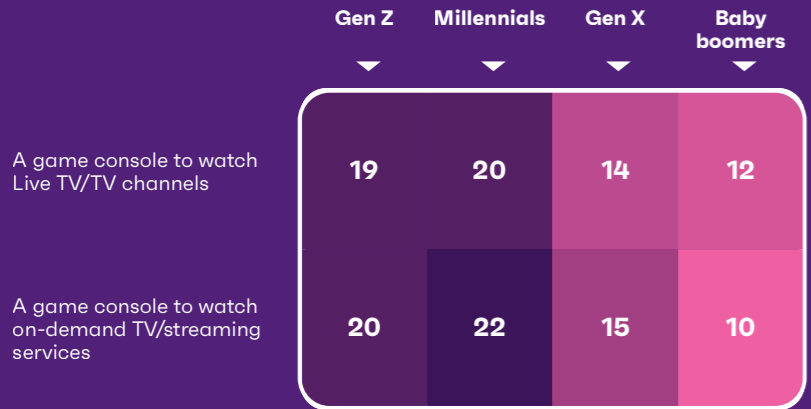 Gen Z
Millennials
Gen X
Baby
boomers
A game console to watch
Live TV/TV channels
19
20
14
12
A game console to watch
on-demand TV/streaming
services
20
22
15
10